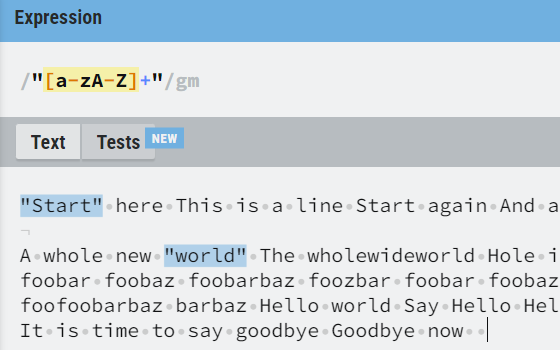 Expression
/"[a-zA-Z]+"/gm
Text Tests NEW
"Start" here This is a line Start again And a
A whole new "world" The wholewideworld Hole i
foobar foobaz foobarbaz foozbar foobar foobaz
foofoobarbaz barbaz Hello world Say Hello Hel
It is time to say goodbye Goodbye now